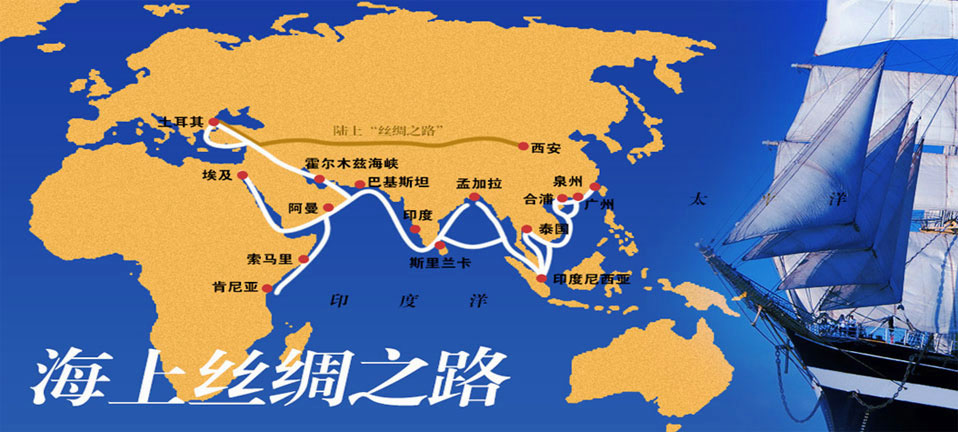 土耳其
陆上“丝绸之路”
西安
埃及
霍尔木兹海峡
巴基斯坦
孟加拉
泉州
合浦
广州
阿曼
印度
泰国
太 洋
索马里
斯里兰卡
肯尼亚
印度尼西亚
印 度 洋
海上丝绸之路